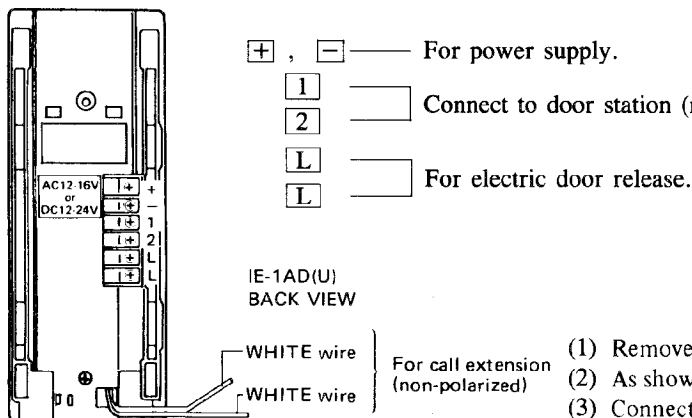 + , − For power supply.
1
2
Connect to door station
L
L
For electric door release.
AC12-16V
or
DC12-24V
+
−
1
2
L
L
IE-1AD(U)
BACK VIEW
WHITE wire
WHITE wire
For call extension
(non-polarized)
(1) Remove
(2) As show
(3) Connect